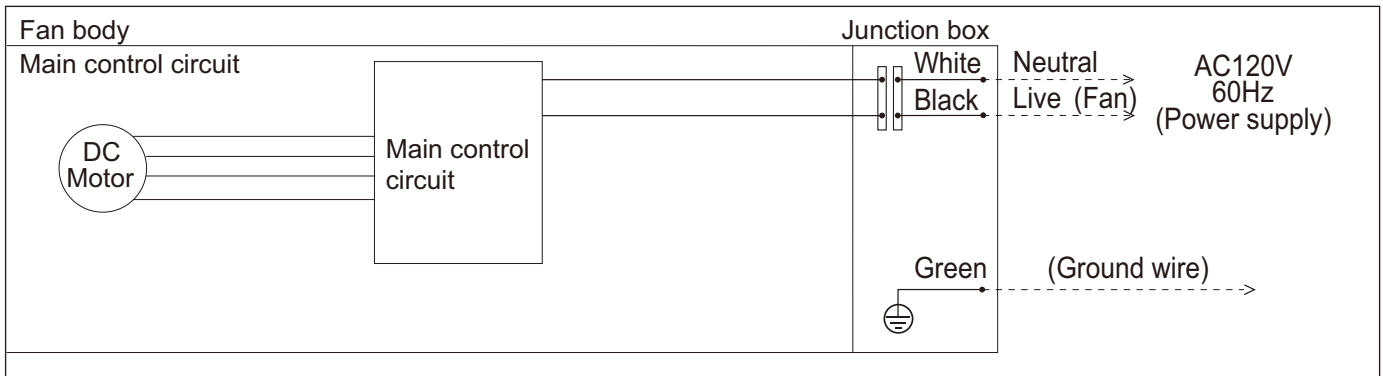 Fan body
Junction box
Main control circuit
White
Neutral
Black
Live (Fan)
AC120V
60Hz
(Power supply)
DC
Motor
Main control
circuit
Green
(Ground wire)